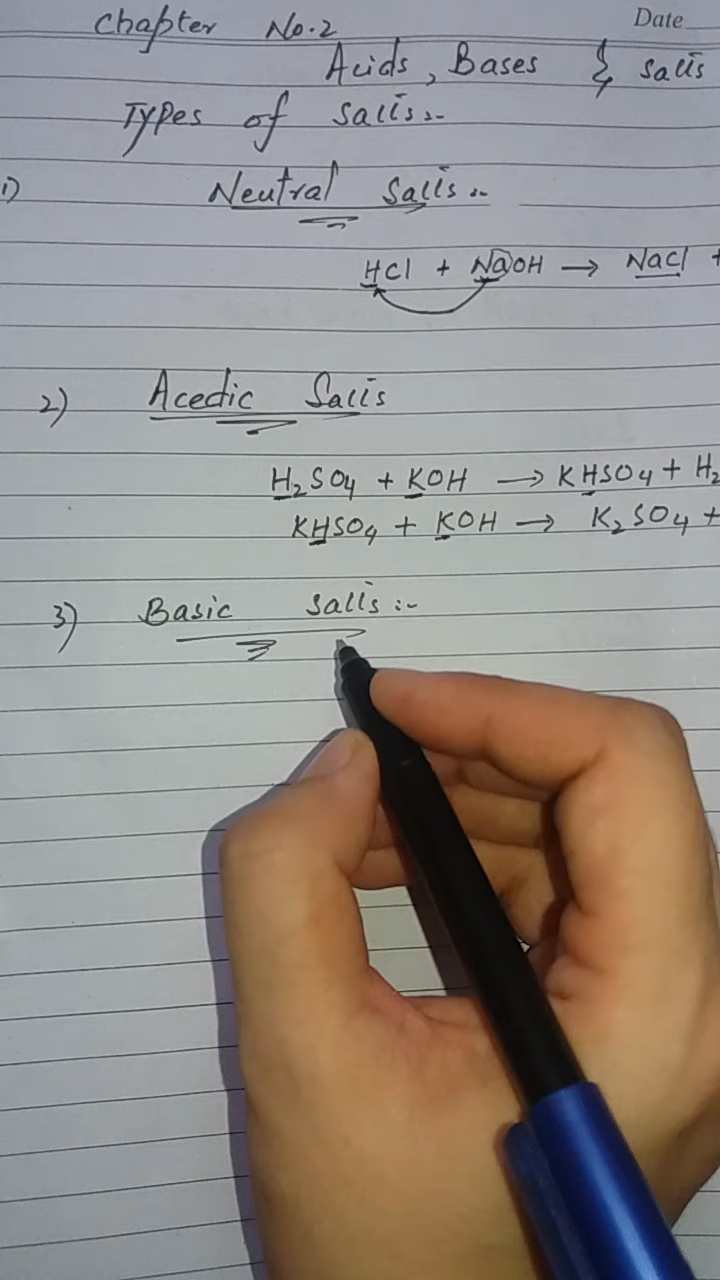 Chapter No.2 Date
Acids, Bases & Salts
Types of Salts:-
1) Neutral Salts:-
HCl + NaOH → NaCl +
2) Acedic Salts
H₂SO₄ + KOH → KHSO₄ + H₂
KHSO₄ + KOH → K₂SO₄ +
3) Basic Salts:-